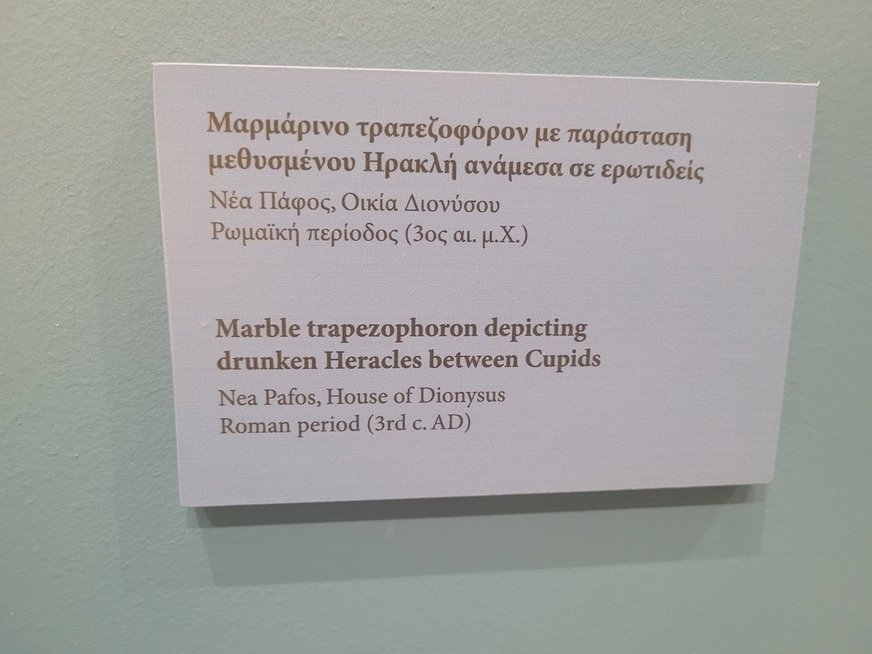 Μαρμάρινο τραπεζοφόρον με παράσταση
μεθυσμένου Ηρακλή ανάμεσα σε ερωτιδείς
Νέα Πάφος, Οικία Διονύσου
Ρωμαϊκή περίοδος (3ος αι. μ.Χ.)
Marble trapezophoron depicting
drunken Heracles between Cupids
Nea Pafos, House of Dionysus
Roman period (3rd c. AD)